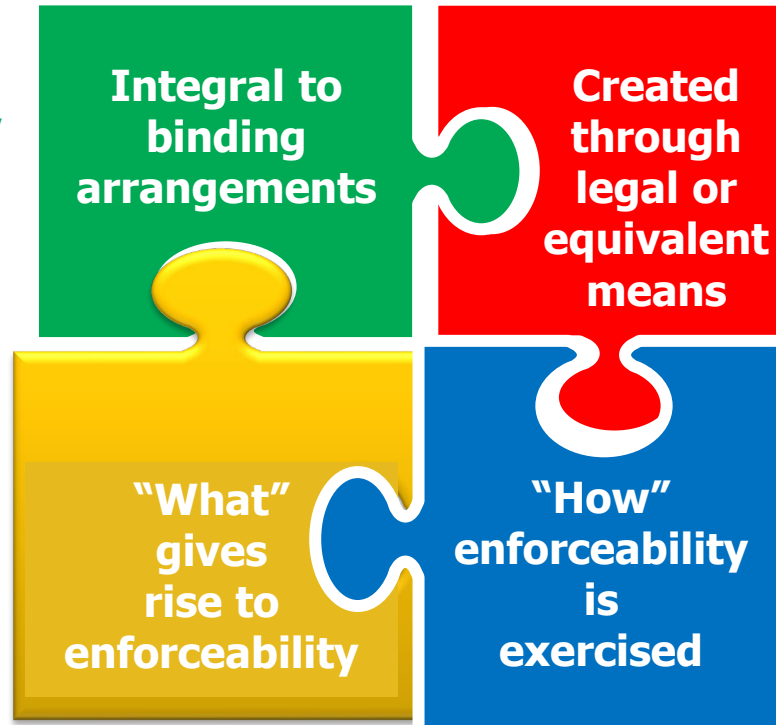 Integral to
binding
arrangements
Created
through
legal or
equivalent
means
“What”
gives
rise to
enforceability
“How”
enforceability
is
exercised